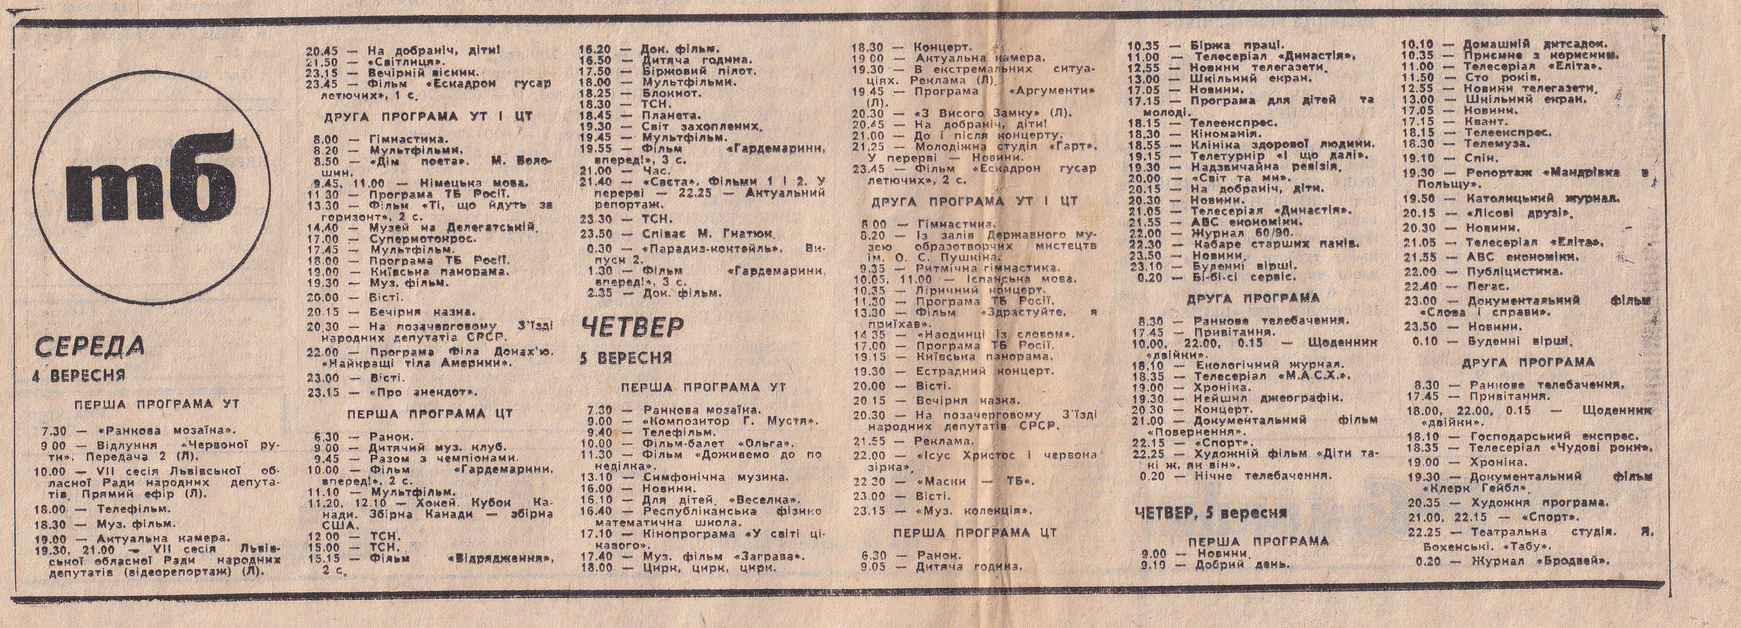 тб
СЕРЕДА
4 ВЕРЕСНЯ
ПЕРША ПРОГРАМА УТ
7.30 — «Ранкова мозаїка».
9 00 — Відлуння «Червоної ру-
ти». Передача 2 (Л).
10.00 — VII сесія Львівської об-
ласної Ради народних депута-
тів. Прямий ефір (Л).
18.00 — Телефільм.
18.30 — Муз. фільм.
19.00 — Актуальна камера.
19.30, 21.00 — VII сесія Львів-
ської обласної Ради народних
депутатів (відеорепортаж) (Л).
20.45 — На добраніч, діти!
21.50 — «Світлиця».
23.15 — Вечірній вісник.
23.45 — Фільм «Ескадрон гусар
летючих», 1 с.
ДРУГА ПРОГРАМА УТ І ЦТ
8.00 — Гімнастика.
8.20 — Мультфільми.
8.50 — «Дім поета». М. Воло-
шин.
9.45, 11.00 — Німецька мова.
11.30 — Програма ТБ Росії.
13.30 — Фільм «Ті, що йдуть за
горизонт», 2 с.
14.40 — Музей на Делегатській.
17.00 — Супермотокрос.
17.45 — Мультфільм.
18.00 — Програма ТБ Росії.
19.00 — Київська панорама.
19.30 — Муз. фільм.
20.00 — Вісті.
20.15 — Вечірня казка.
20.30 — На позачерговому З'їзді
народних депутатів СРСР.
22.00 — Програма Філа Донах'ю.
«Найкращі тіла Америки».
23.00 — Вісті.
23.15 — «Про анекдот».
ПЕРША ПРОГРАМА ЦТ
6.30 — Ранок.
9.00 — Дитячий муз. клуб.
9.45 — Разом з чемпіонами.
10.00 — Фільм «Гардемарини,
вперед!», 2 с.
11.10 — Мультфільм.
11.20, 12.10 — Хокей. Кубок Ка-
нади. Збірна Канади — збірна
США.
12 00 — ТСН.
15.00 — ТСН.
15.15 — Фільм «Відрядження»,
2 с.
16.20 — Док. фільм.
16.50 — Дитяча година.
17.50 — Біржовий пілот.
18.00 — Мультфільми.
18.25 — Блокнот.
18.30 — ТСН.
18.45 — Планета.
19.30 — Світ захоплених.
19.45 — Мультфільм.
19.55 — Фільм «Гардемарини,
вперед!», 3 с.
21.00 — Час.
21.40 — «Свєта». Фільми 1 і 2. У
перерві — 22.25 — Актуальний
репортаж.
23.30 — ТСН.
23.50 — Співає М. Гнатюк.
0.30 — «Парадиз-коктейль». Ви-
пуск 2.
1.30 — Фільм «Гардемарини,
вперед!», 3 с.
2.35 — Док. фільм.
ЧЕТВЕР
5 ВЕРЕСНЯ
ПЕРША ПРОГРАМА УТ
7.30 — Ранкова мозаїка.
9.00 — «Композитор Г. Мустя».
9.40 — Телефільм.
10.00 — Фільм-балет «Ольга».
11.30 — Фільм «Доживемо до по
неділка».
13.10 — Симфонічна музика.
16.00 — Новини.
16.10 — Для дітей. «Веселка».
16.40 — Республіканська фізико
математична школа.
17.10 — Кінопрограма «У світі ці-
кавого».
17.40 — Муз. фільм «Заграва».
18.00 — Цирк, цирк, цирк.
18.30 — Концерт.
19 00 — Актуальна камера.
19.30 — В екстремальних ситуа-
ціях. Реклама (Л).
19 45 — Програма «Аргументи»
(Л).
20.30 — «З Високого Замку» (Л).
20.45 — На добраніч, діти!
21.00 — До і після концерту.
21.25 — Молодіжна студія «Гарт».
У перерві — Новини.
23.45 — Фільм «Ескадрон гусар
летючих», 2 с.
ДРУГА ПРОГРАМА УТ І ЦТ
8 00 — Гімнастика.
8.20 — Із залів Державного му-
зею образотворчих мистецтв
ім. О. С. Пушкіна.
9.35 — Ритмічна гімнастика.
10.05, 11.00 — Іспанська мова.
10.35 — Ліричний концерт.
11.30 — Програма ТБ Росії.
13.30 — Фільм «Здрастуйте, я
приїхав».
14 35 — «Наодинці із словом».
17.00 — Програма ТБ Росії.
19.15 — Київська панорама.
19.30 — Естрадний концерт.
20.00 — Вісті.
20 15 — Вечірня казка.
20.30 — На позачерговому З'їзді
народних депутатів СРСР.
21.55 — Реклама.
22.00 — «Ісус Христос і червона
зірка».
22 20 — «Маски — ТБ».
23.00 — Вісті.
23.15 — «Муз. колекція».
ПЕРША ПРОГРАМА ЦТ
6.30 — Ранок.
9.05 — Дитяча година.
10.35 — Біржа праці.
11.00 — Телесеріал «Династія».
12.55 — Новини телегазети.
13.00 — Шкільний екран.
17.05 — Новини.
17.15 — Програма для дітей та
молоді.
18.15 — Телеекспрес.
18.30 — Кіноманія.
18.55 — Клініка здорової людини.
19.15 — Телетурнір «І що далі».
19.30 — Надзвичайна ревізія.
20.00 — «Світ та ми».
20.15 — На добраніч, діти.
20.30 — Новини.
21.05 — Телесеріал «Династія».
21.55 — АВС економіки.
22.00 — Журнал 60/90.
22.30 — Кабаре старших панів.
23.50 — Новини.
23.10 — Буденні вірші.
0.20 — Бі-бі-сі сервіс.
ДРУГА ПРОГРАМА
8.30 — Ранкове телебачення.
17.45 — Привітання.
10.00, 22.00, 0.15 — Щоденник
«двійки».
18.10 — Екологічний журнал.
18.35 — Телесеріал «М.А.С.Х.».
19.00 — Хроніка.
19.30 — Нейшнл джеографік.
20 30 — Концерт.
21.00 — Документальний фільм
«Повернення».
22.15 — «Спорт».
22.25 — Художній фільм «Діти та-
кі ж, як він».
0.20 — Нічне телебачення.
ЧЕТВЕР, 5 вересня
ПЕРША ПРОГРАМА
9.00 — Новини.
9.10 — Добрий день.
10.10 — Домашній дитсадок.
10.35 — Приємне з корисним.
11.00 — Телесеріал «Еліта».
11.50 — Сто років.
12.55 — Новини телегазети.
13.00 — Шкільний екран.
17.05 — Новини.
17.15 — Квант.
18.15 — Телеекспрес.
18.30 — Телемуза.
19.10 — Спін.
19.30 — Репортаж «Мандрівка в
Польщу».
19.50 — Католицький журнал.
20.15 — «Лісові друзі».
20.30 — Новини.
21.05 — Телесеріал «Еліта».
21.55 — АВС економіки.
22.00 — Публіцистика.
22.40 — Пегас.
23.00 — Документальний фільм
«Слова і справи».
23.50 — Новини.
0.10 — Буденні вірші.
ДРУГА ПРОГРАМА
8.30 — Ранкове телебачення.
17.45 — Привітання.
18.00, 22.00, 0.15 — Щоденник
«двійки».
18.10 — Господарський експрес.
18.35 — Телесеріал «Чудові роки».
19.00 — Хроніка.
19.30 — Документальний фільм
«Клерк Гейбл».
20.35 — Художня програма.
21.00, 22.15 — «Спорт».
22.25 — Театральна студія. Я.
Бохенські. «Табу».
0.20 — Журнал «Бродвей».